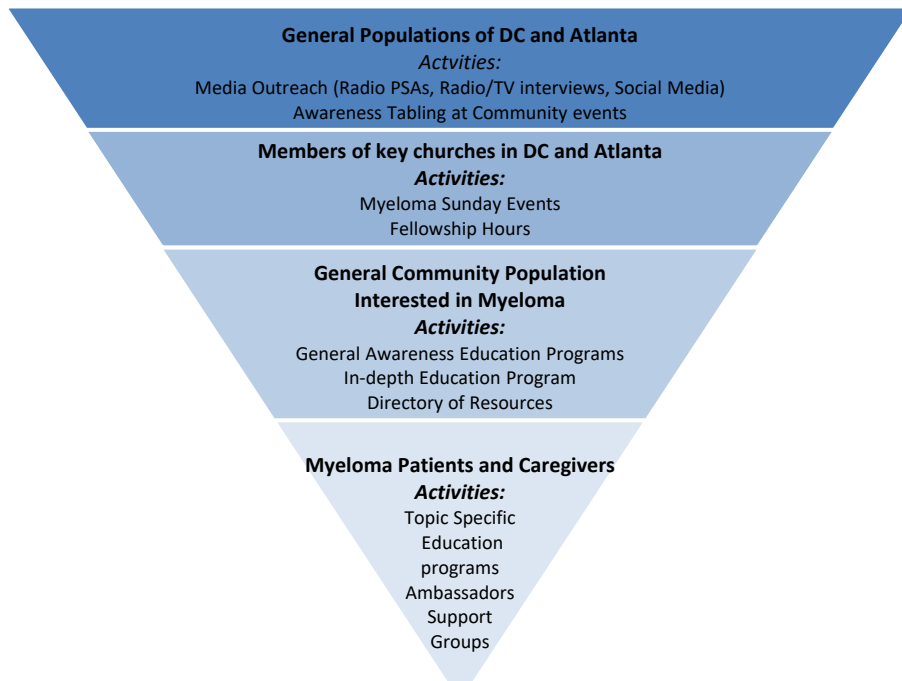 General Populations of DC and Atlanta
Actvities:
Media Outreach (Radio PSAs, Radio/TV interviews, Social Media)
Awareness Tabling at Community events
Members of key churches in DC and Atlanta
Activities:
Myeloma Sunday Events
Fellowship Hours
General Community Population
Interested in Myeloma
Activities:
General Awareness Education Programs
In-depth Education Program
Directory of Resources
Myeloma Patients and Caregivers
Activities:
Topic Specific
Education
programs
Ambassadors
Support
Groups